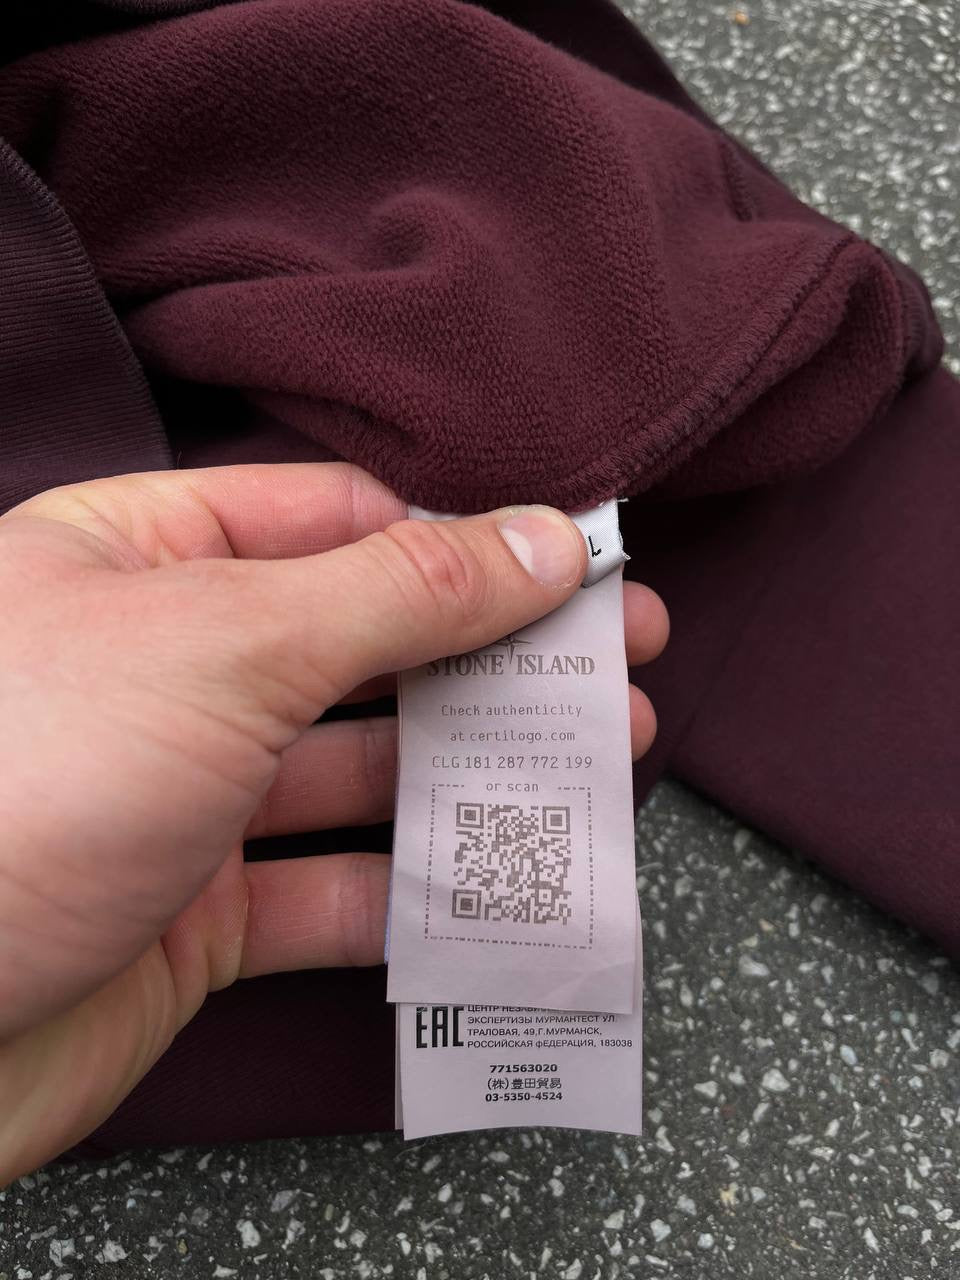 L
STONE ISLAND
Check authenticity
at certilogo.com
CLG 181 287 772 199
or scan
ЦЕНТР
EAC ЭКСПЕРТИЗЫ МУРМАНТЕСТ УЛ.
ТРАЛОВАЯ, 49,Г.МУРМАНСК,
РОССИЙСКАЯ ФЕДЕРАЦИЯ, 183038
771563020
(株)豊田貿易
03-5350-4524